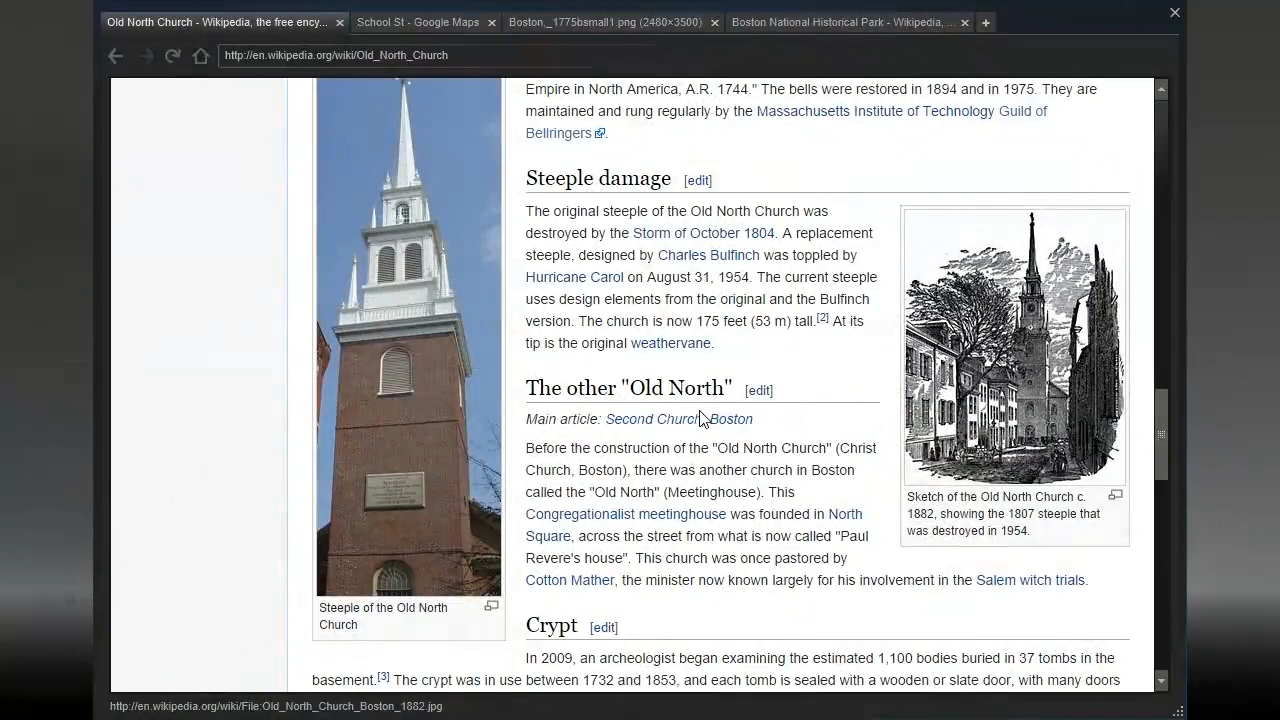 Old North Church - Wikipedia, the free ency...
School St - Google Maps
Boston,_1775bsmall1.png (2480×3500)
Boston National Historical Park - Wikipedia, ...
http://en.wikipedia.org/wiki/Old_North_Church
Empire in North America, A.R. 1744." The bells were restored in 1894 and in 1975. They are
maintained and rung regularly by the Massachusetts Institute of Technology Guild of
Bellringers.
Steeple damage [edit]
The original steeple of the Old North Church was
destroyed by the Storm of October 1804. A replacement
steeple, designed by Charles Bulfinch was toppled by
Hurricane Carol on August 31, 1954. The current steeple
uses design elements from the original and the Bulfinch
version. The church is now 175 feet (53 m) tall.[2] At its
tip is the original weathervane.
The other "Old North" [edit]
Main article: Second Church, Boston
Before the construction of the "Old North Church" (Christ
Church, Boston), there was another church in Boston
called the "Old North" (Meetinghouse). This
Congregationalist meetinghouse was founded in North
Square, across the street from what is now called "Paul
Revere's house". This church was once pastored by
Cotton Mather, the minister now known largely for his involvement in the Salem witch trials.
Sketch of the Old North Church c.
1882, showing the 1807 steeple that
was destroyed in 1954.
Steeple of the Old North
Church
Crypt [edit]
In 2009, an archeologist began examining the estimated 1,100 bodies buried in 37 tombs in the
basement.[3] The crypt was in use between 1732 and 1853, and each tomb is sealed with a wooden or slate door, with many doors
http://en.wikipedia.org/wiki/File:Old_North_Church_Boston_1882.jpg